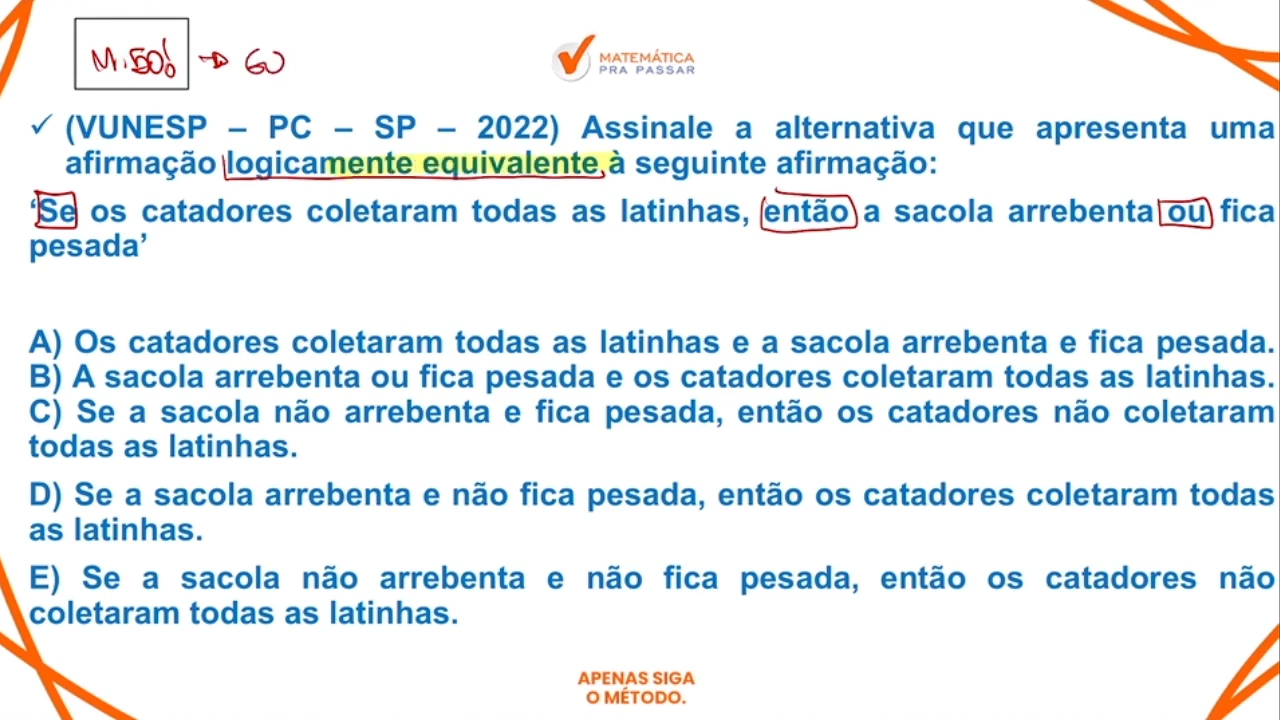 M.50! → GJ
MATEMÁTICA
PRA PASSAR
✓ (VUNESP – PC – SP – 2022) Assinale a alternativa que apresenta uma
afirmação logicamente equivalente à seguinte afirmação:
‘Se os catadores coletaram todas as latinhas, então a sacola arrebenta ou fica
pesada’
A) Os catadores coletaram todas as latinhas e a sacola arrebenta e fica pesada.
B) A sacola arrebenta ou fica pesada e os catadores coletaram todas as latinhas.
C) Se a sacola não arrebenta e fica pesada, então os catadores não coletaram
todas as latinhas.
D) Se a sacola arrebenta e não fica pesada, então os catadores coletaram todas
as latinhas.
E) Se a sacola não arrebenta e não fica pesada, então os catadores não
coletaram todas as latinhas.
APENAS SIGA
O MÉTODO.